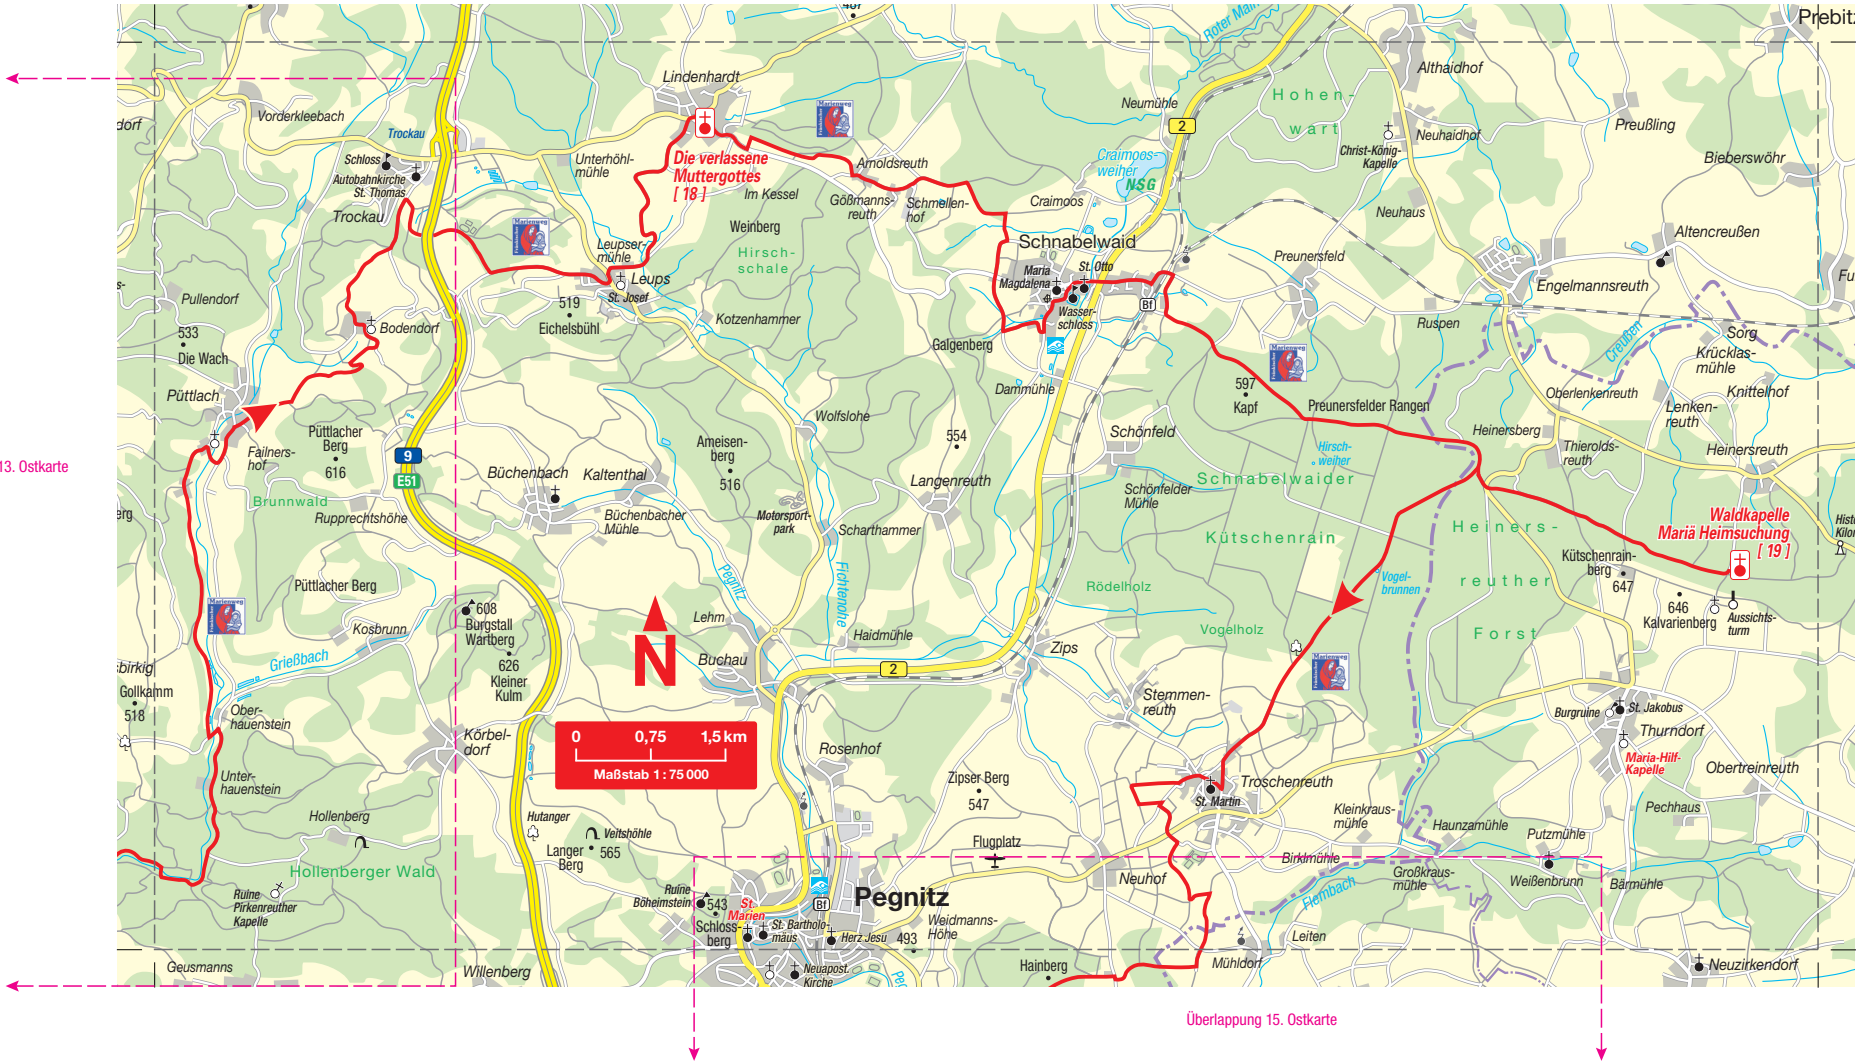 Prebitz
Roter Main
Lindenhardt
Althaidhof
Vorderkleebach
Hohen-
wart
Neumühle
2
Marienweg
Fränkischer
Preußling
Trockau
Neuhaidhof
Christ-König-
Kapelle
Bieberswöhr
Schloss
Autobahnkirche
St. Thomas
Trockau
Unterhöhl-
mühle
Die verlassene
Muttergottes
[ 18 ]
Arnoldsreuth
Craimoos-
weiher
NSG
Im Kessel
Gößmanns-
reuth
Schmellen-
hof
Craimoos
Neuhaus
Weinberg
Altencreußen
Leupser-
mühle
Hirsch-
schale
Schnabelwaid
Maria
Magdalena
St. Otto
Preunersfeld
Leups
St. Josef
Engelmannsreuth
Pullendorf
519
Eichelsbühl
Wasser-
schloss
Bf
Kotzenhammer
Bodendorf
533
Die Wach
Ruspen
Creußen
Sorg
Krücklas-
mühle
Galgenberg
Dammühle
597
Kapf
Oberlenkenreuth
Knittelhof
Püttlach
Preunersfelder Rangen
Lenken-
reuth
Wolfslohe
Failners-
hof
Püttlacher
Berg
616
Ameisen-
berg
516
554
Schönfeld
Hirsch-
weiher
Heinersberg
Thierolds-
reuth
Heinersreuth
9
E51
13. Ostkarte
Büchenbach
Kaltenthal
Langenreuth
Schönfelder
Mühle
Schnabelwaider
Brunnwald
Rupprechtshöhe
Büchenbacher
Mühle
Motorsport-
park
Scharthammer
Kütschenrain
Heiners-
reuther
Forst
Waldkapelle
Mariä Heimsuchung
[ 19 ]
Kütschenrain-
berg
647
Püttlacher Berg
Pegnitz
Fichtenohe
Rödelholz
Vogel-
brunnen
646
Kalvarienberg
Aussichts-
turm
608
Burgstall
Wartberg
Lehm
Vogelholz
Kosbrunn
Haidmühle
N
Grießbach
626
Kleiner
Kulm
Buchau
2
Zips
Gollkamm
518
Ober-
hauenstein
Stemmen-
reuth
Burgruine
St. Jakobus
Thurndorf
Maria-Hilf-
Kapelle
Körbel-
dorf
0 0,75 1,5 km
Maßstab 1 : 75 000
Rosenhof
Unter-
hauenstein
Zipser Berg
547
Troschenreuth
St. Martin
Obertreinreuth
Pechhaus
Hollenberg
Hutanger
Veitshöhle
565
Langer
Berg
Flugplatz
Kleinkraus-
mühle
Haunzamühle
Putzmühle
Birklmühle
Hollenberger Wald
Neuhof
Großkraus-
mühle
Weißenbrunn
Bärmühle
Flembach
Ruine
Pirkenreuther
Kapelle
Ruine
Böheimstein
543
Schloss-
berg
St.
Marien
Pegnitz
Bf
St. Bartholo-
mäus
Herz Jesu
Weidmanns-
Höhe
493
Leiten
Mühldorf
Geusmanns
Willenberg
Neuapost.
Kirche
Hainberg
Neuzirkendorf
Überlappung 15. Ostkarte